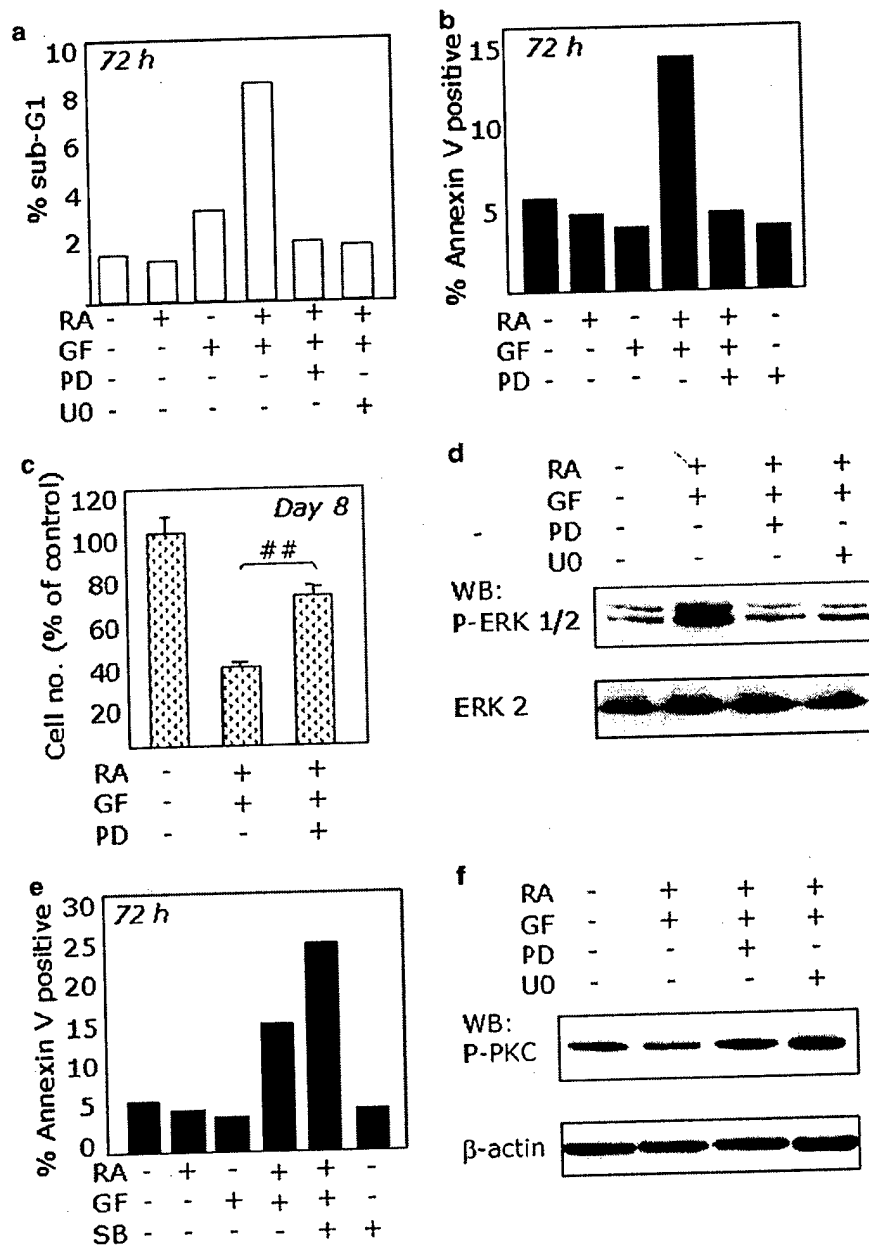 a
10
8
6
4
2
% sub-G1
72 h
RA - + - + + +
GF - - + + + +
PD - - - - + -
U0 - - - - - +
b
15
10
5
% Annexin V positive
72 h
RA - + - + + -
GF - - + + + -
PD - - - - + +
c
120
100
80
60
40
20
Cell no. (% of control)
Day 8
##
RA - + +
GF - + +
PD - - +
d
RA - + + +
GF - + + +
- PD - - + -
U0 - - - +
WB:
P-ERK 1/2
ERK 2
e
30
25
20
15
10
5
0
% Annexin V positive
72 h
RA - + - + + -
GF - - + + + -
SB - - - - + +
f
RA - + + +
GF - + + +
PD - - + -
U0 - - - +
WB:
P-PKC
β-actin